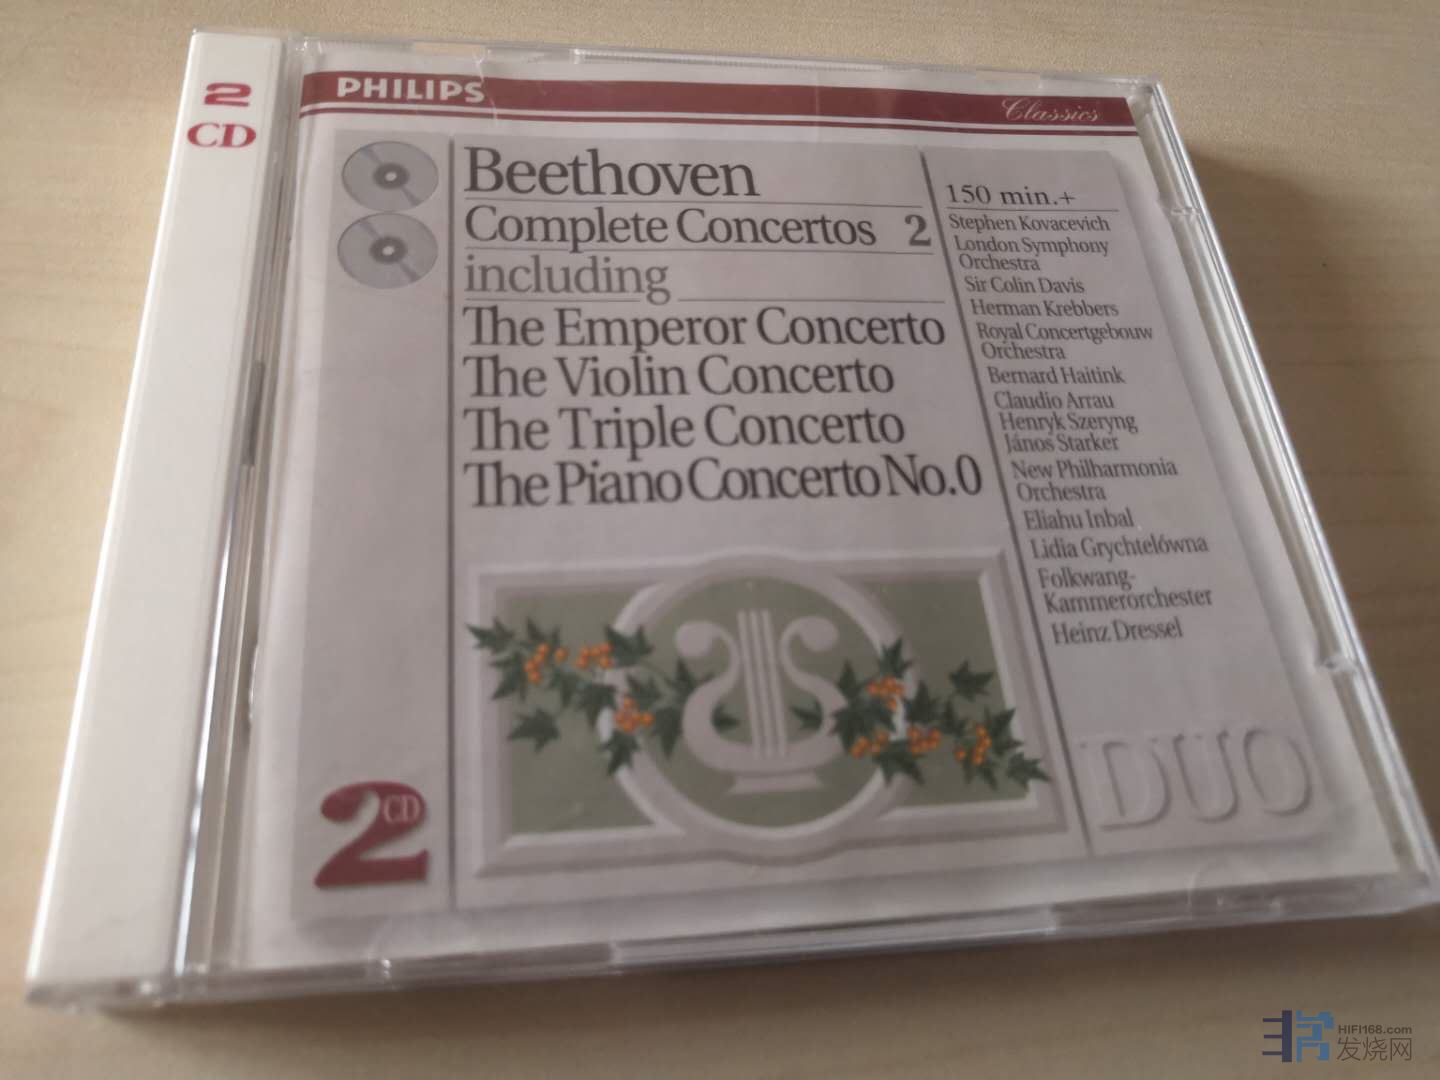 2
CD
PHILIPS
Classics
Beethoven
Complete Concertos 2
including
The Emperor Concerto
The Violin Concerto
The Triple Concerto
The Piano Concerto No.0
150 min.+
Stephen Kovacevich
London Symphony
Orchestra
Sir Colin Davis
Herman Krebbers
Royal Concertgebouw
Orchestra
Bernard Haitink
Claudio Arrau
Henryk Szeryng
János Starker
New Philharmonia
Orchestra
Eliahu Inbal
Lidia Grychtelówna
Folkwang-
Kammerorchester
Heinz Dressel
2 CD
DUO
HIFI168.com
发烧网